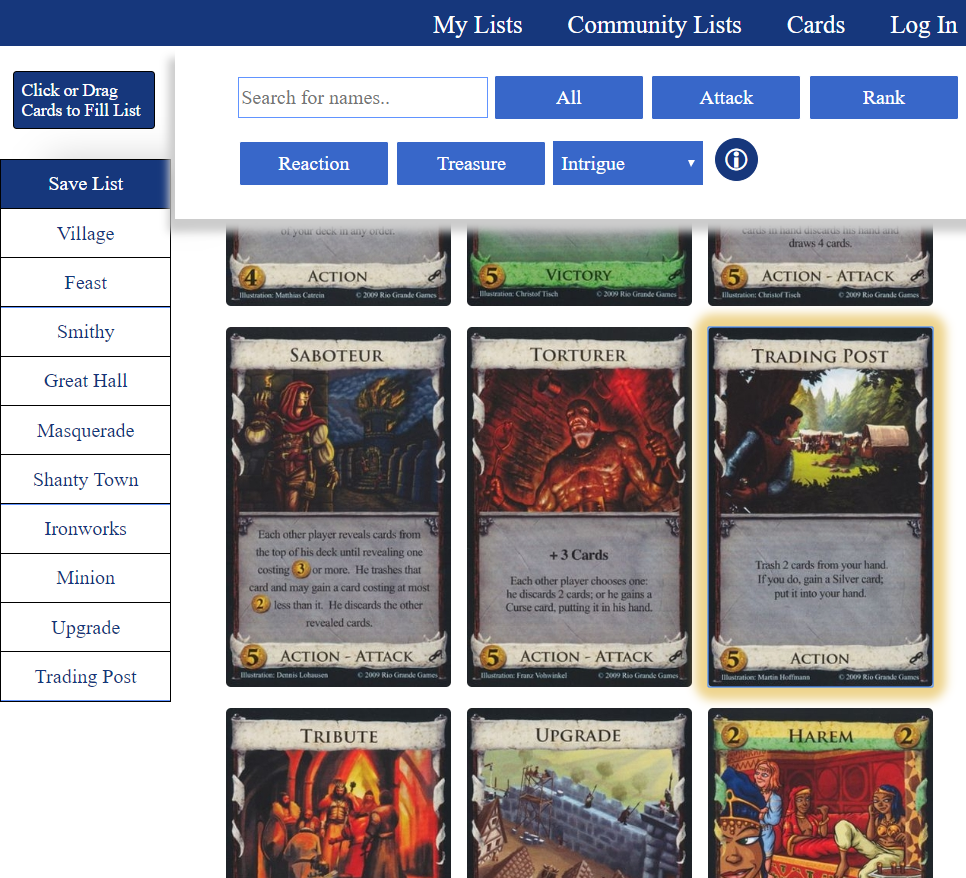 My Lists Community Lists Cards Log In
Click or Drag
Cards to Fill List
Search for names.. All Attack Rank
Reaction Treasure Intrigue
Save List
Village
Feast
Smithy
Great Hall
Masquerade
Shanty Town
Ironworks
Minion
Upgrade
Trading Post
of your deck in any order.
4 ACTION
Illustration: Matthias Catrein © 2009 Rio Grande Games
5 VICTORY
Illustration: Christof Tisch © 2009 Rio Grande Games
cards in hand discards his hand and
draws 4 cards.
5 ACTION - ATTACK
Illustration: Christof Tisch © 2009 Rio Grande Games
SABOTEUR
Each other player reveals cards from
the top of his deck until revealing one
costing 3 or more. He trashes that
card and may gain a card costing at most
2 less than it. He discards the other
revealed cards.
5 ACTION - ATTACK
Illustration: Dennis Lohausen © 2009 Rio Grande Games
TORTURER
+ 3 Cards
Each other player chooses one:
he discards 2 cards; or he gains a
Curse card, putting it in his hand.
5 ACTION - ATTACK
Illustration: Franz Vohwinkel © 2009 Rio Grande Games
TRADING POST
Trash 2 cards from your hand.
If you do, gain a Silver card;
put it into your hand.
5 ACTION
Illustration: Martin Hoffmann © 2009 Rio Grande Games
TRIBUTE
UPGRADE
2 HAREM 2